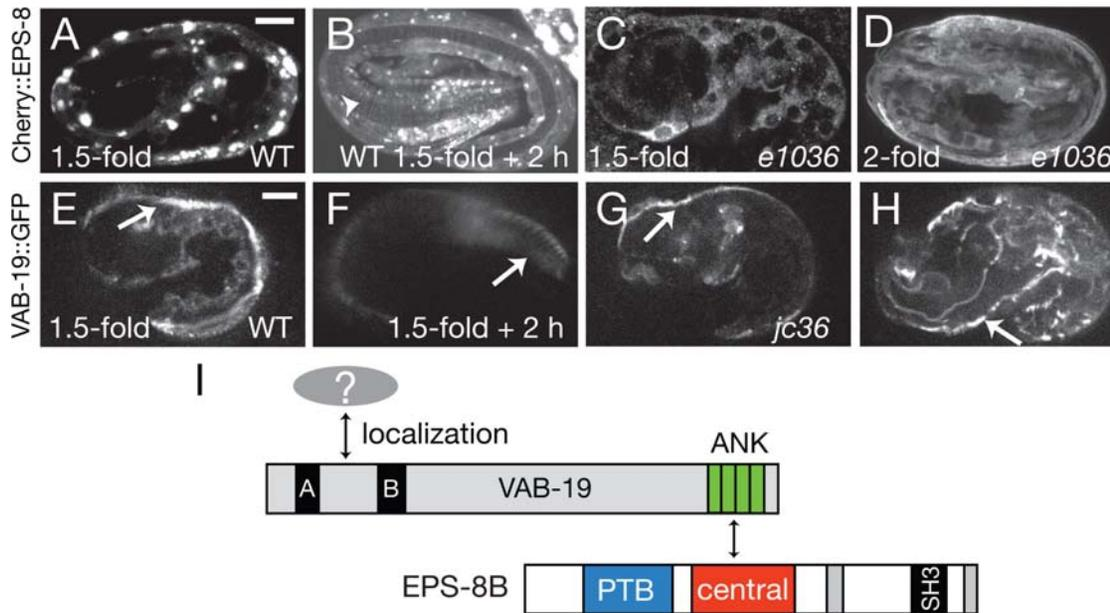 Cherry::EPS-8
A
1.5-fold WT
B
WT 1.5-fold + 2 h
C
1.5-fold e1036
D
2-fold e1036
VAB-19::GFP
E
1.5-fold WT
F
1.5-fold + 2 h
G
jc36
H
I
?
localization
ANK
A B VAB-19
EPS-8B PTB central SH3